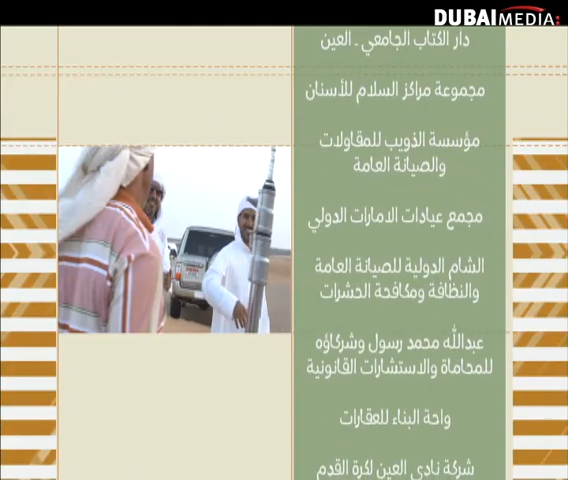 DUBAI MEDIA
دار الكتاب الجامعي ـ العين
مجموعة مراكز السلام للأسنان
مؤسسة الذويب للمقاولات
والصيانة العامة
مجمع عيادات الامارات الدولي
الشام الدولية للصيانة العامة
والنظافة ومكافحة الحشرات
عبدالله محمد رسول وشركاؤه
للمحاماة والاستشارات القانونية
واحة البناء للعقارات
شركة نادي العين لكرة القدم